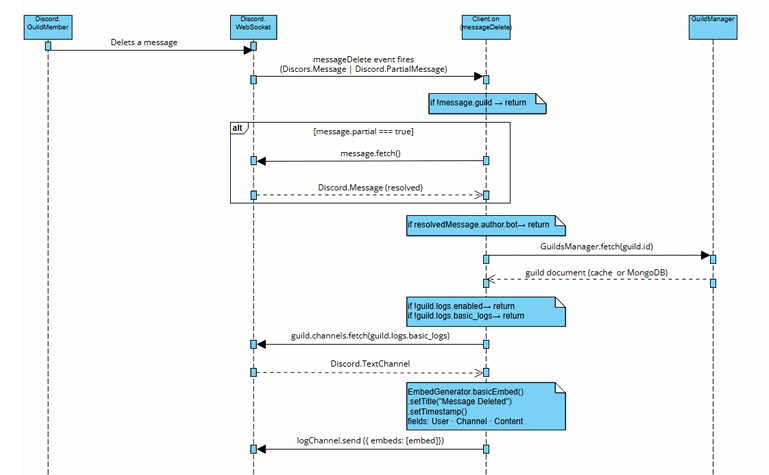 Discord.
GuildMember
Discord.
WebSocket
Client.on
(messageDelete)
GuildManager
Delets a message
messageDelete event fires
(Discors.Message | Discord.PartialMessage)
if !message.guild → return
alt
[message.partial === true]
message.fetch()
Discord.Message (resolved)
if resolvedMessage.author.bot→ return
GuildsManager.fetch(guild.id)
guild document (cache or MongoDB)
if !guild.logs.enabled→ return
if !guild.logs.basic_logs→ return
guild.channels.fetch(guild.logs.basic_logs)
Discord.TextChannel
EmbedGenerator.basicEmbed()
.setTitle("Message Deleted")
.setTimestamp()
fields: User · Channel · Content
logChannel.send ({ embeds: [embed]})